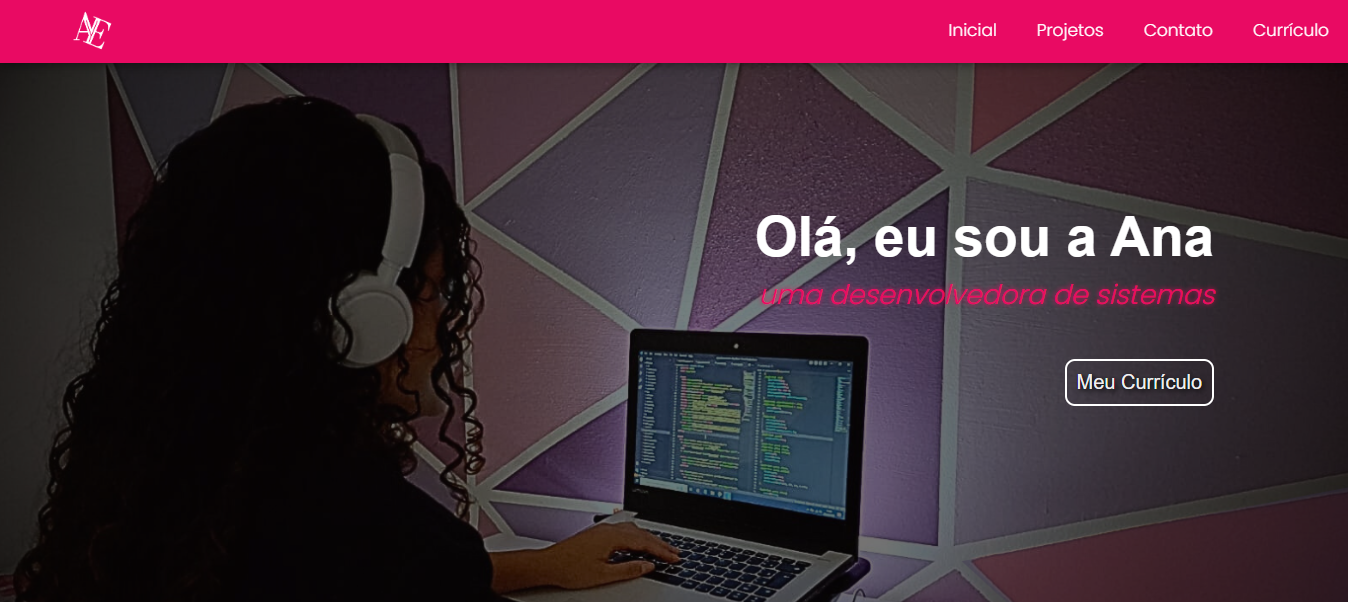 AE
Inicial Projetos Contato Currículo
Olá, eu sou a Ana
uma desenvolvedora de sistemas
Meu Currículo